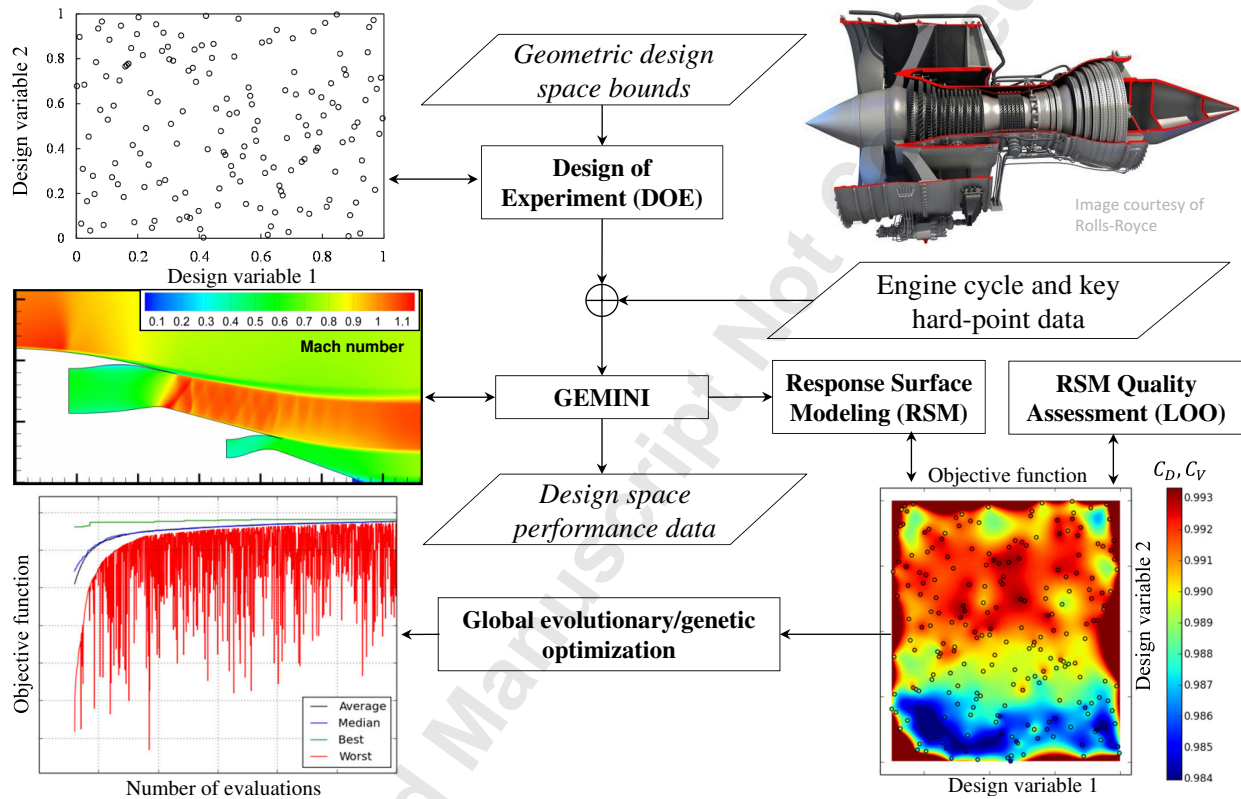 Design variable 2
1
0.8
0.6
0.4
0.2
0
0
0.2
0.4
0.6
0.8
1
Design variable 1
Geometric design
space bounds
Design of
Experiment (DOE)
Image courtesy of
Rolls-Royce
Engine cycle and key
hard-point data
0.1 0.2 0.3 0.4 0.5 0.6 0.7 0.8 0.9 1 1.1
Mach number
GEMINI
Response Surface
Modeling (RSM)
RSM Quality
Assessment (LOO)
Design space
performance data
Objective function
C_D, C_V
Design variable 2
Design variable 1
0.993
0.992
0.991
0.990
0.989
0.988
0.987
0.986
0.985
0.984
Global evolutionary/genetic
optimization
Objective function
Average
Median
Best
Worst
Number of evaluations
d Manuscript Not Co